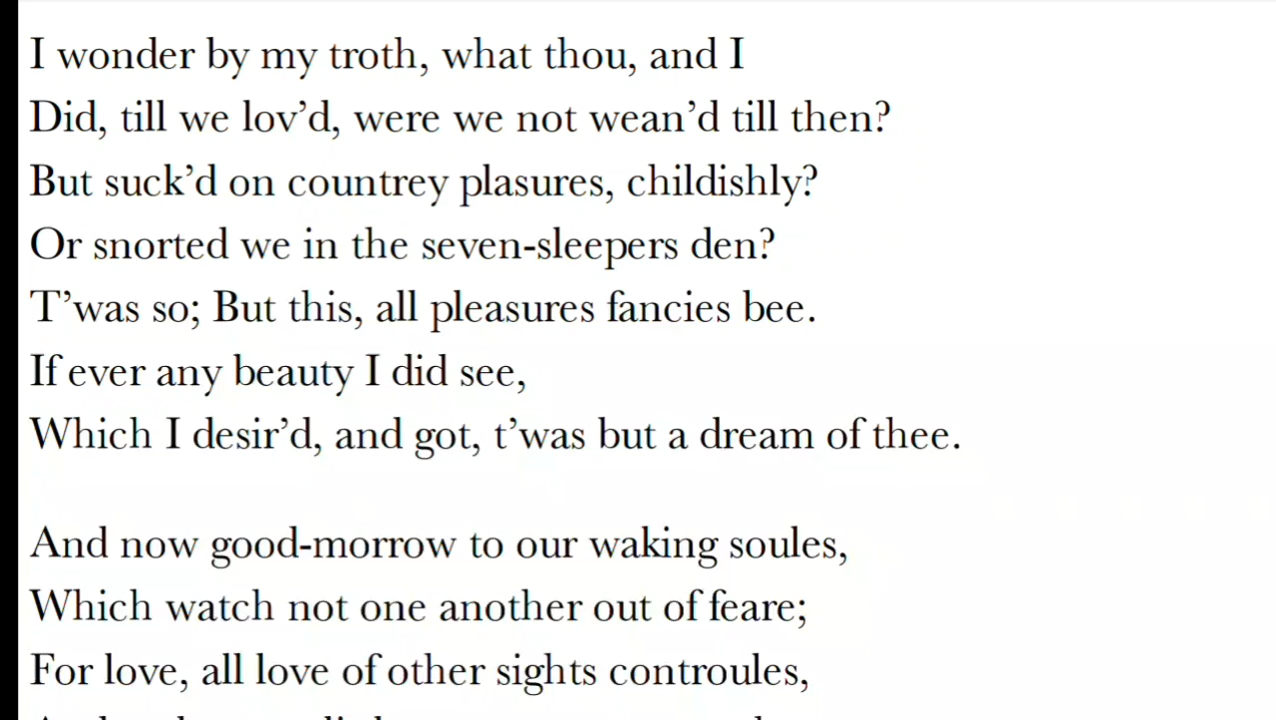 I wonder by my troth, what thou, and I
Did, till we lov’d, were we not wean’d till then?
But suck’d on countrey plasures, childishly?
Or snorted we in the seven-sleepers den?
T’was so; But this, all pleasures fancies bee.
If ever any beauty I did see,
Which I desir’d, and got, t’was but a dream of thee.
And now good-morrow to our waking soules,
Which watch not one another out of feare;
For love, all love of other sights controules,